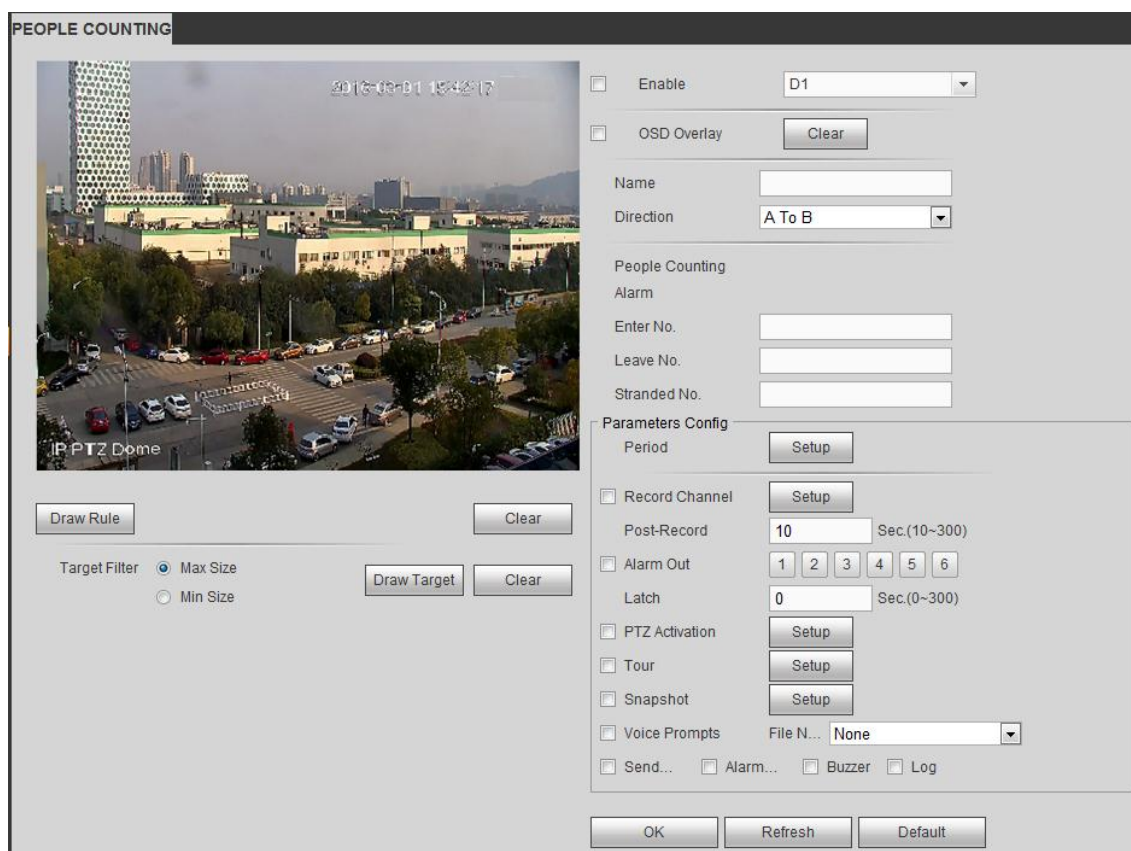 PEOPLE COUNTING
IP PTZ Dome
Draw Rule
Clear
Target Filter
Max Size
Min Size
Draw Target
Clear
Enable
D1
OSD Overlay
Clear
Name
Direction
A To B
People Counting
Alarm
Enter No.
Leave No.
Stranded No.
Parameters Config
Period
Setup
Record Channel
Setup
Post-Record
10
Sec.(10~300)
Alarm Out
1 2 3 4 5 6
Latch
0
Sec.(0~300)
PTZ Activation
Setup
Tour
Setup
Snapshot
Setup
Voice Prompts
File N...
None
Send...
Alarm...
Buzzer
Log
OK
Refresh
Default